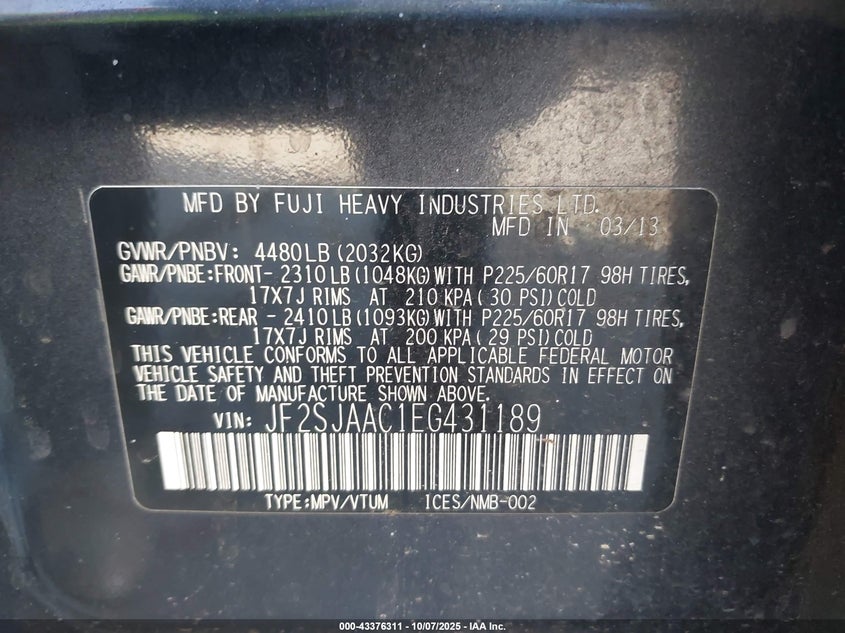 MFD BY FUJI HEAVY INDUSTRIES LTD.
MFD IN 03/13
GVWR/PNBV: 4480LB (2032KG)
GAWR/PNBE:FRONT- 2310LB (1048KG) WITH P225/60R17 98H TIRES,
17X7J RIMS AT 210 KPA (30 PSI) COLD
GAWR/PNBE:REAR - 2410LB (1093KG) WITH P225/60R17 98H TIRES,
17X7J RIMS AT 200 KPA (29 PSI) COLD
THIS VEHICLE CONFORMS TO ALL APPLICABLE FEDERAL MOTOR
VEHICLE SAFETY AND THEFT PREVENTION STANDARDS IN EFFECT ON
THE DATE OF MANUFACTURE SHOWN ABOVE.
VIN: JF2SJAAC1EG431189
TYPE:MPV/VTUM ICES/NMB-002
000-43376311 - 10/07/2025 - IAA Inc.